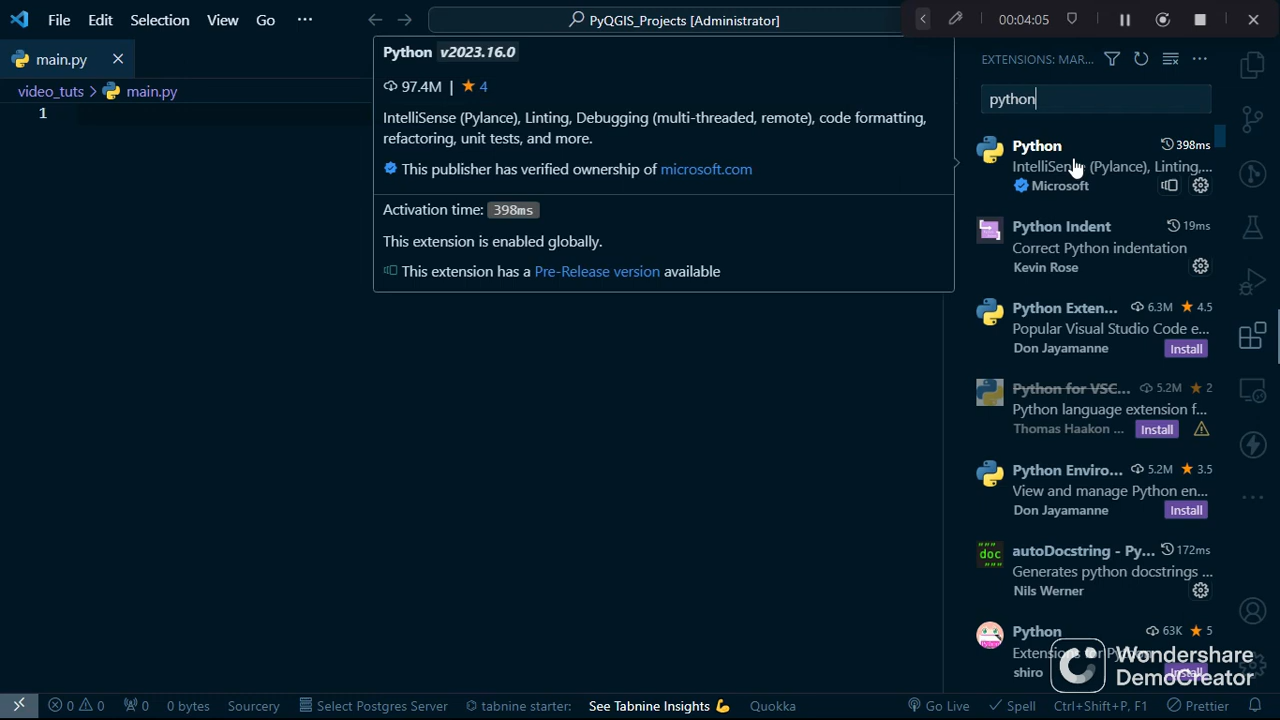 File Edit Selection View Go ···
PyQGIS_Projects [Administrator]
00:04:05
main.py
video_tuts > main.py
1
Python v2023.16.0
97.4M | 4
IntelliSense (Pylance), Linting, Debugging (multi-threaded, remote), code formatting,
refactoring, unit tests, and more.
This publisher has verified ownership of microsoft.com
Activation time: 398ms
This extension is enabled globally.
This extension has a Pre-Release version available
EXTENSIONS: MAR...
python
Python 398ms
IntelliSense (Pylance), Linting,...
Microsoft
Python Indent 19ms
Correct Python indentation
Kevin Rose
Python Exten... 6.3M 4.5
Popular Visual Studio Code e...
Don Jayamanne Install
Python for VSC... 5.2M 2
Python language extension f...
Thomas Haakon ... Install
Python Enviro... 5.2M 3.5
View and manage Python en...
Don Jayamanne Install
doc
autoDocstring - Py... 172ms
Generates python docstrings ...
Nils Werner
Python 63K 5
Extensions for Python
shiro Install
Wondershare
DemoCreator
0 0 0 0 bytes Sourcery Select Postgres Server tabnine starter: See Tabnine Insights Quokka Go Live Spell Ctrl+Shift+P, F1 Prettier